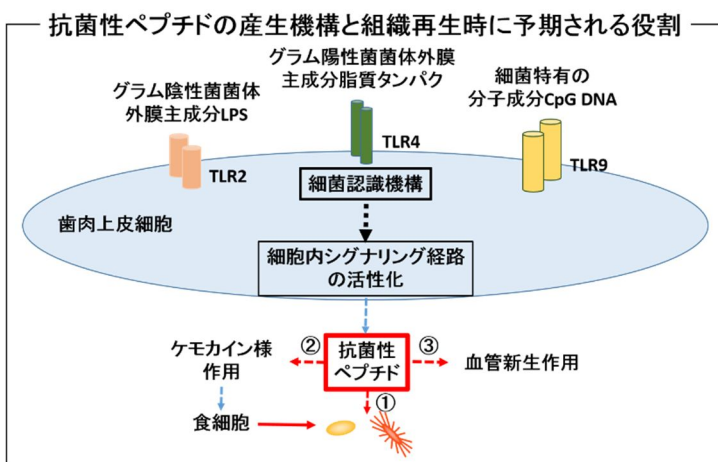 抗菌性ペプチドの産生機構と組織再生時に予期される役割
グラム陰性菌菌体
外膜主成分LPS
TLR2
グラム陽性菌菌体外膜
主成分脂質タンパク
TLR4
細菌特有の
分子成分CpG DNA
TLR9
細菌認識機構
歯肉上皮細胞
細胞内シグナリング経路
の活性化
②
抗菌性
ペプチド
③
ケモカイン様
作用
血管新生作用
①
食細胞